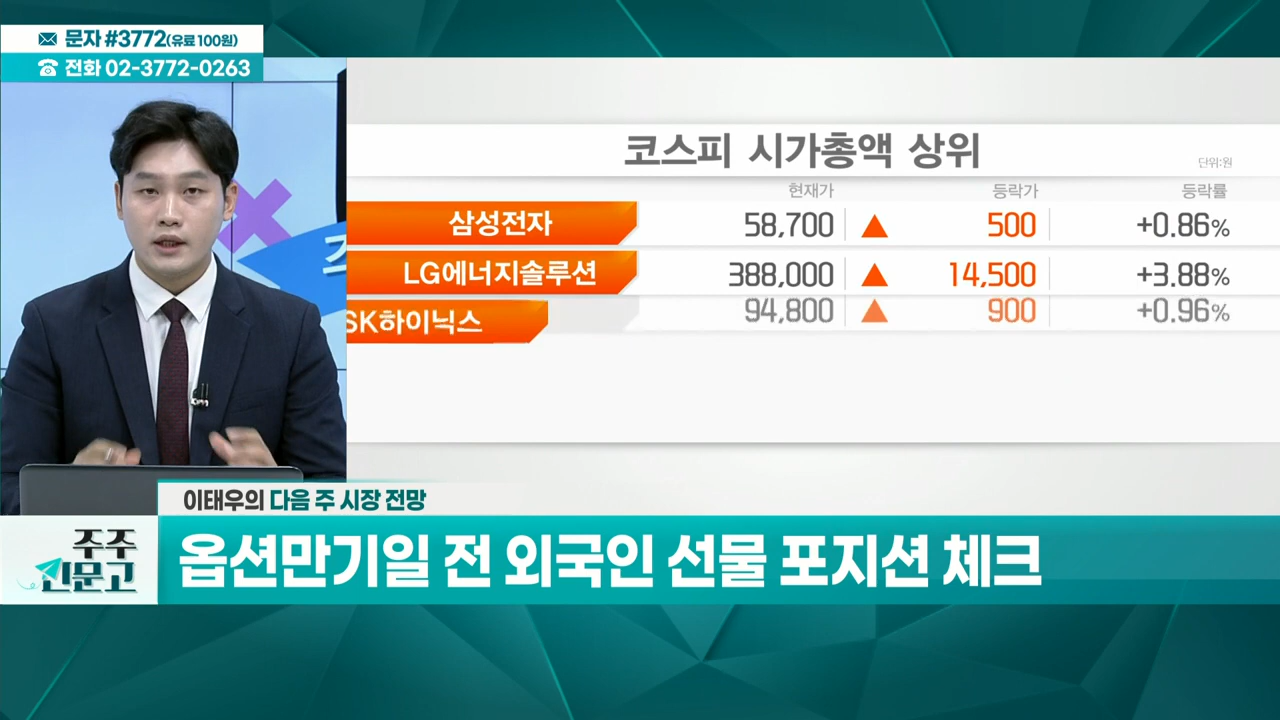 문자 #3772(유료 100원)
전화 02-3772-0263
코스피 시가총액 상위
단위:원
현재가 등락가 등락률
삼성전자 58,700 ▲ 500 +0.86%
LG에너지솔루션 388,000 ▲ 14,500 +3.88%
SK하이닉스 94,800 ▲ 900 +0.96%
이태우의 다음 주 시장 전망
주주
신문고
옵션만기일 전 외국인 선물 포지션 체크